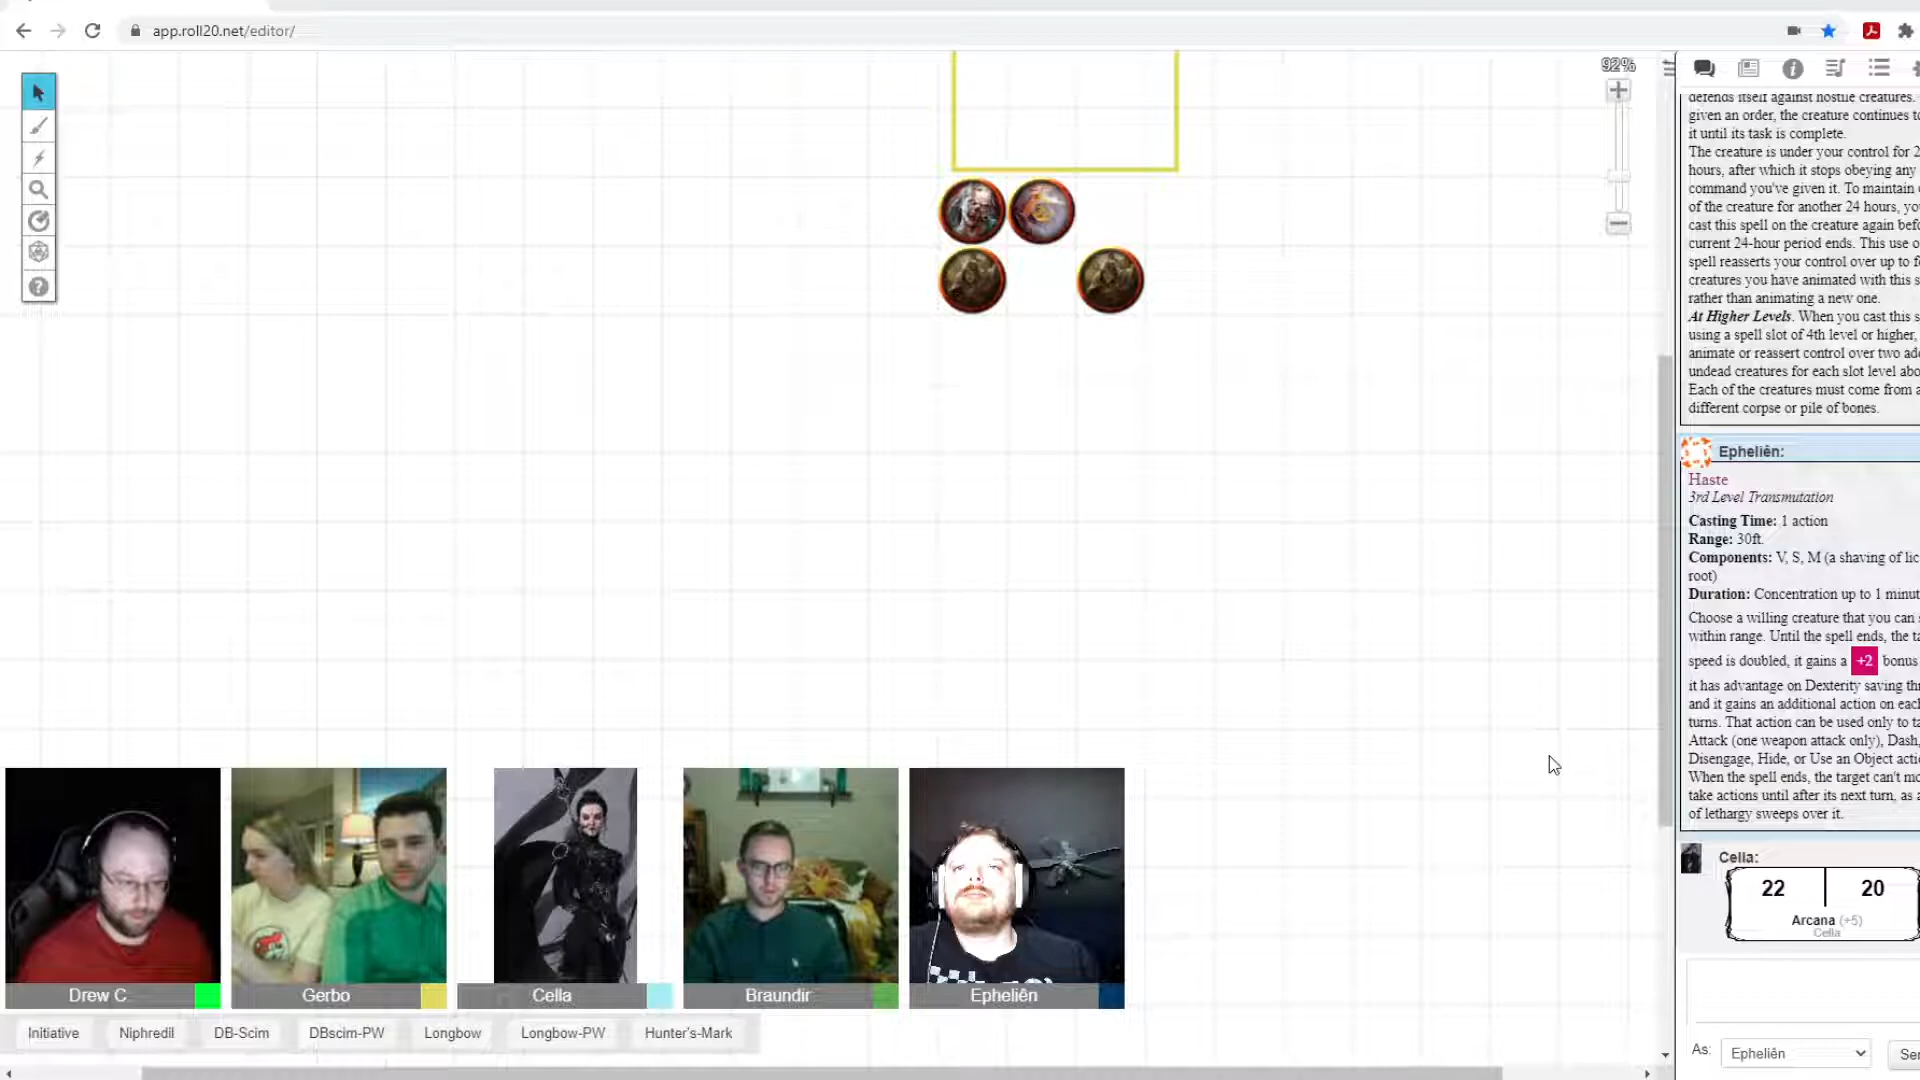 app.roll20.net/editor/
92%
defends itself against hostile creatures.
given an order, the creature continues to
it until its task is complete.
The creature is under your control for 2
hours, after which it stops obeying any
command you've given it. To maintain
of the creature for another 24 hours, yo
cast this spell on the creature again befo
current 24-hour period ends. This use o
spell reasserts your control over up to f
creatures you have animated with this s
rather than animating a new one.
At Higher Levels. When you cast this s
using a spell slot of 4th level or higher,
animate or reassert control over two ad
undead creatures for each slot level abo
Each of the creatures must come from a
different corpse or pile of bones.
Epheliên:
Haste
3rd Level Transmutation
Casting Time: 1 action
Range: 30ft.
Components: V, S, M (a shaving of lic
root)
Duration: Concentration up to 1 minut
Choose a willing creature that you can s
within range. Until the spell ends, the ta
speed is doubled, it gains a +2 bonus
it has advantage on Dexterity saving thr
and it gains an additional action on each
turns. That action can be used only to ta
Attack (one weapon attack only), Dash,
Disengage, Hide, or Use an Object actio
When the spell ends, the target can't mo
take actions until after its next turn, as a
of lethargy sweeps over it.
Cella:
22 20
Arcana (+5)
Cella
Drew C. Gerbo Cella Braundir Epheliên
Initiative Niphredil DB-Scim DBscim-PW Longbow Longbow-PW Hunter's-Mark
As: Epheliên Sen